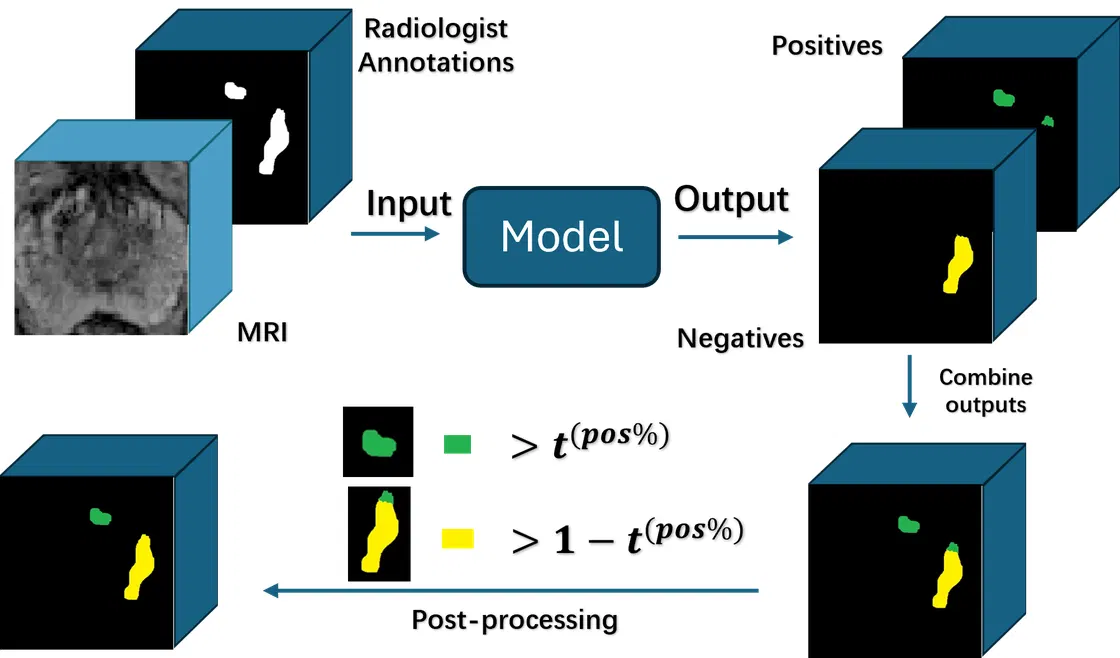 Radiologist
Annotations
Positives
Input
Model
Output
MRI
Negatives
Combine
outputs
> t^(pos%)
> 1 − t^(pos%)
Post-processing